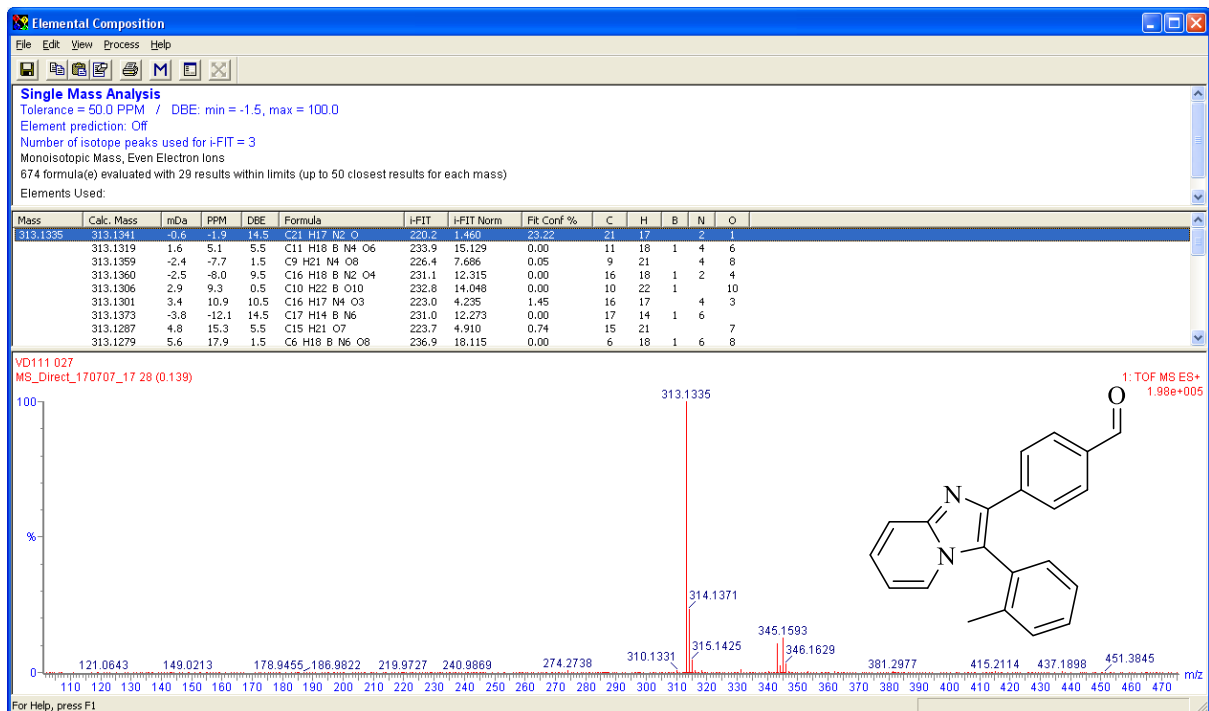 Elemental Composition
File Edit View Process Help
M
Single Mass Analysis
Tolerance = 50.0 PPM / DBE: min = -1.5, max = 100.0
Element prediction: Off
Number of isotope peaks used for i-FIT = 3
Monoisotopic Mass, Even Electron Ions
674 formula(e) evaluated with 29 results within limits (up to 50 closest results for each mass)
Elements Used:
Mass Calc. Mass mDa PPM DBE Formula i-FIT i-FIT Norm Fit Conf % C H B N O
313.1335 313.1341 -0.6 -1.9 14.5 C21 H17 N2 O 220.2 1.460 23.22 21 17 2 1
313.1319 1.6 5.1 5.5 C11 H18 B N4 O6 233.9 15.129 0.00 11 18 1 4 6
313.1359 -2.4 -7.7 1.5 C9 H21 N4 O8 226.4 7.686 0.05 9 21 4 8
313.1360 -2.5 -8.0 9.5 C16 H18 B N2 O4 231.1 12.315 0.00 16 18 1 2 4
313.1306 2.9 9.3 0.5 C10 H22 B O10 232.8 14.048 0.00 10 22 1 10
313.1301 3.4 10.9 10.5 C16 H17 N4 O3 223.0 4.235 1.45 16 17 4 3
313.1373 -3.8 -12.1 14.5 C17 H14 B N6 231.0 12.273 0.00 17 14 1 6
313.1287 4.8 15.3 5.5 C15 H21 O7 223.7 4.910 0.74 15 21 7
313.1279 5.6 17.9 1.5 C6 H18 B N6 O8 236.9 18.115 0.00 6 18 1 6 8
VD111 027
MS_Direct_170707_17 28 (0.139)
1: TOF MS ES+
1.98e+005
100
313.1335
O
N
%
N
314.1371
345.1593
310.1331
315.1425
346.1629
121.0643 149.0213 178.9455 186.9822 219.9727 240.9869 274.2738 381.2977 415.2114 437.1898 451.3845
0
m/z
110 120 130 140 150 160 170 180 190 200 210 220 230 240 250 260 270 280 290 300 310 320 330 340 350 360 370 380 390 400 410 420 430 440 450 460 470
For Help, press F1